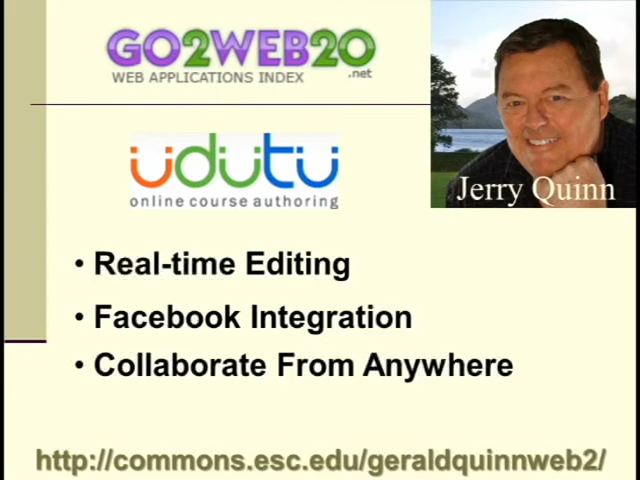 GO2WEB20
WEB APPLICATIONS INDEX
.net
udutu
online course authoring
Jerry Quinn
• Real-time Editing
• Facebook Integration
• Collaborate From Anywhere
http://commons.esc.edu/geraldquinnweb2/